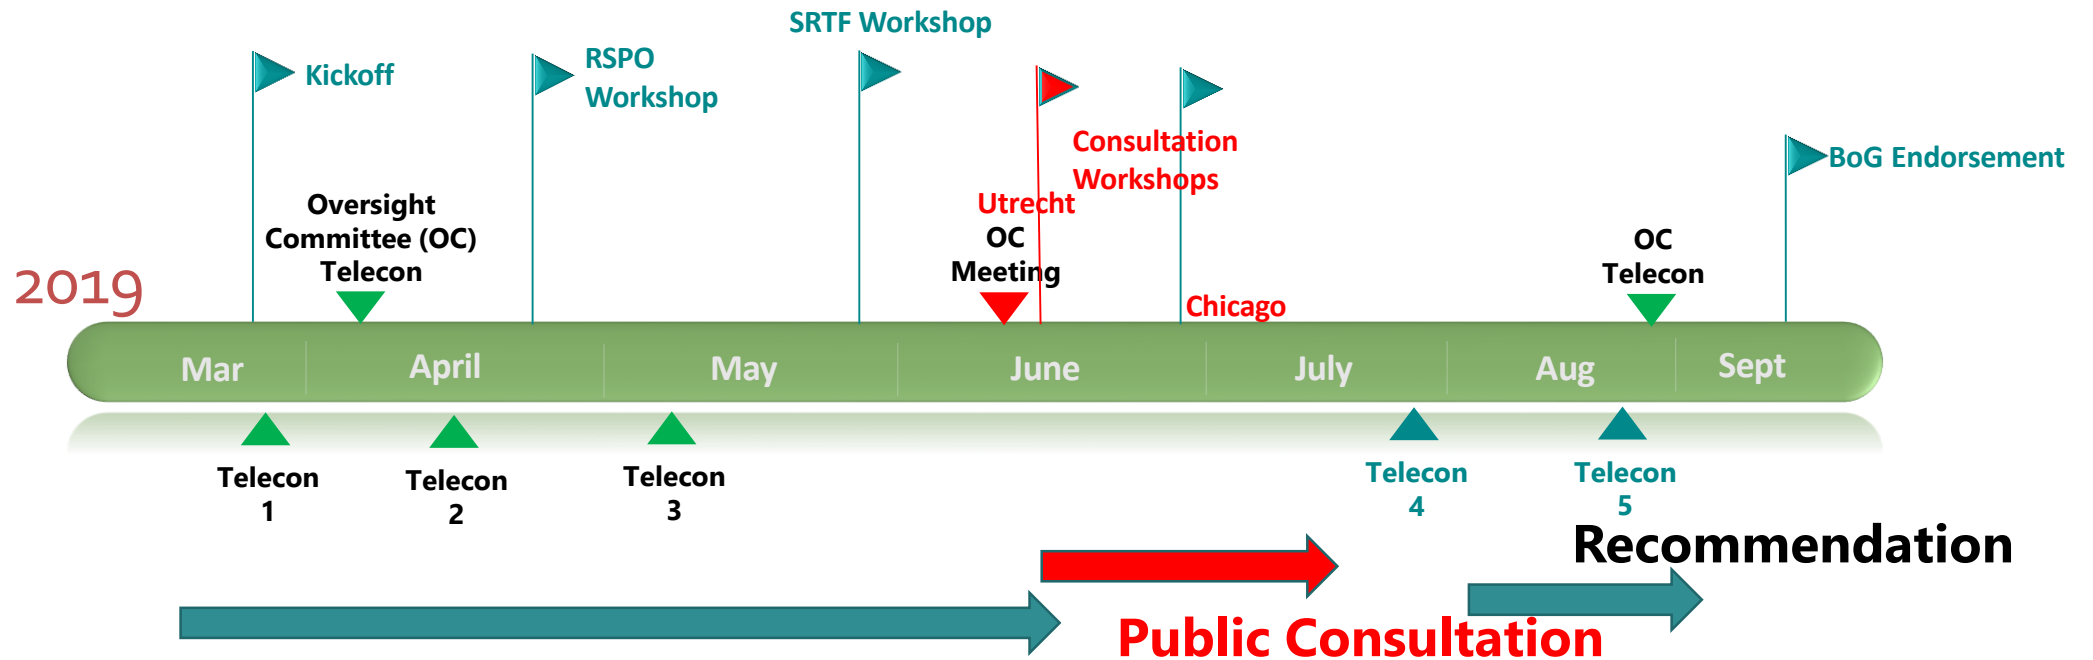 SRTF Workshop
Kickoff
RSPO
Workshop
Consultation
Workshops
BoG Endorsement
Oversight
Committee (OC)
Telecon
Utrecht
OC
Meeting
OC
Telecon
2019
Chicago
Mar
April
May
June
July
Aug
Sept
Telecon
1
Telecon
2
Telecon
3
Telecon
4
Telecon
5
Recommendation
Public Consultation